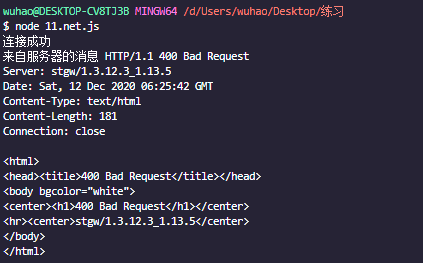 wuhao@DESKTOP-CV8TJ3B MINGW64 /d/Users/wuhao/Desktop/练习
$ node 11.net.js
连接成功
来自服务器的消息 HTTP/1.1 400 Bad Request
Server: stgw/1.3.12.3_1.13.5
Date: Sat, 12 Dec 2020 06:25:42 GMT
Content-Type: text/html
Content-Length: 181
Connection: close

<html>
<head><title>400 Bad Request</title></head>
<body bgcolor="white">
<center><h1>400 Bad Request</h1></center>
<hr><center>stgw/1.3.12.3_1.13.5</center>
</body>
</html>